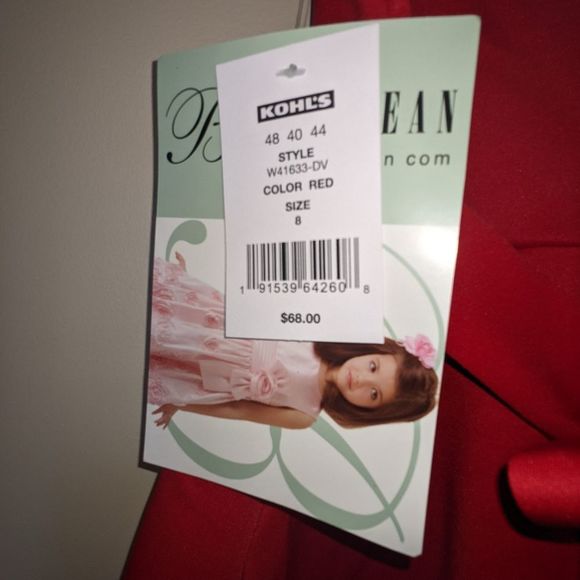 EAN
n com
KOHL'S
48 40 44
STYLE
W41633-DV
COLOR RED
SIZE
8
1 91539 64260 8
$68.00